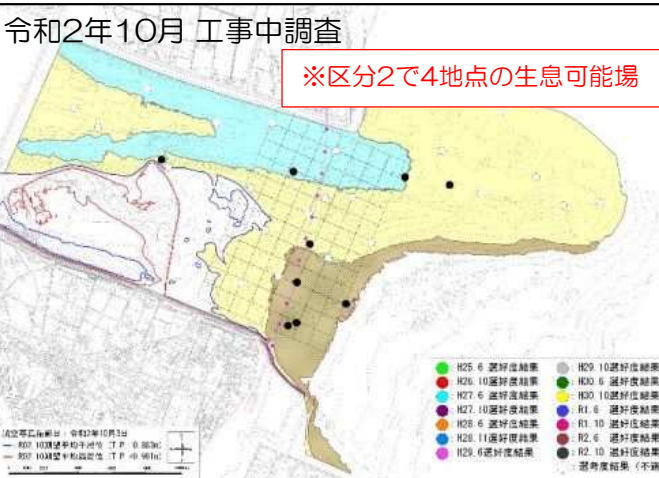 令和2年10月 工事中調査
※区分2で4地点の生息可能場
H25.6 選好度結果
H26.10選好度結果
H27.6 選好度結果
H27.10選好度結果
H28.6 選好度結果
H28.11選好度結果
H29.6選好度結果
H29.10選好度結果
H30.6 選好度結果
H30.10選好度結果
R1.6 選好度結果
R1.10 選好度結果
R2.6 選好度結果
R2.10 選好度結果